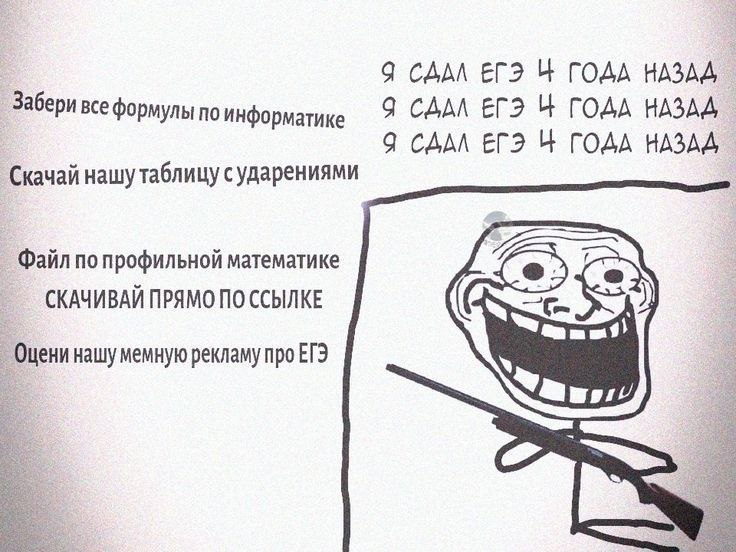 Забери все формулы по информатике
Скачай нашу таблицу с ударениями
Файл по профильной математике
СКАЧИВАЙ ПРЯМО ПО ССЫЛКЕ
Оцени нашу мемную рекламу про ЕГЭ
Я СДАЛ ЕГЭ 4 ГОДА НАЗАД
Я СДАЛ ЕГЭ 4 ГОДА НАЗАД
Я СДАЛ ЕГЭ 4 ГОДА НАЗАД